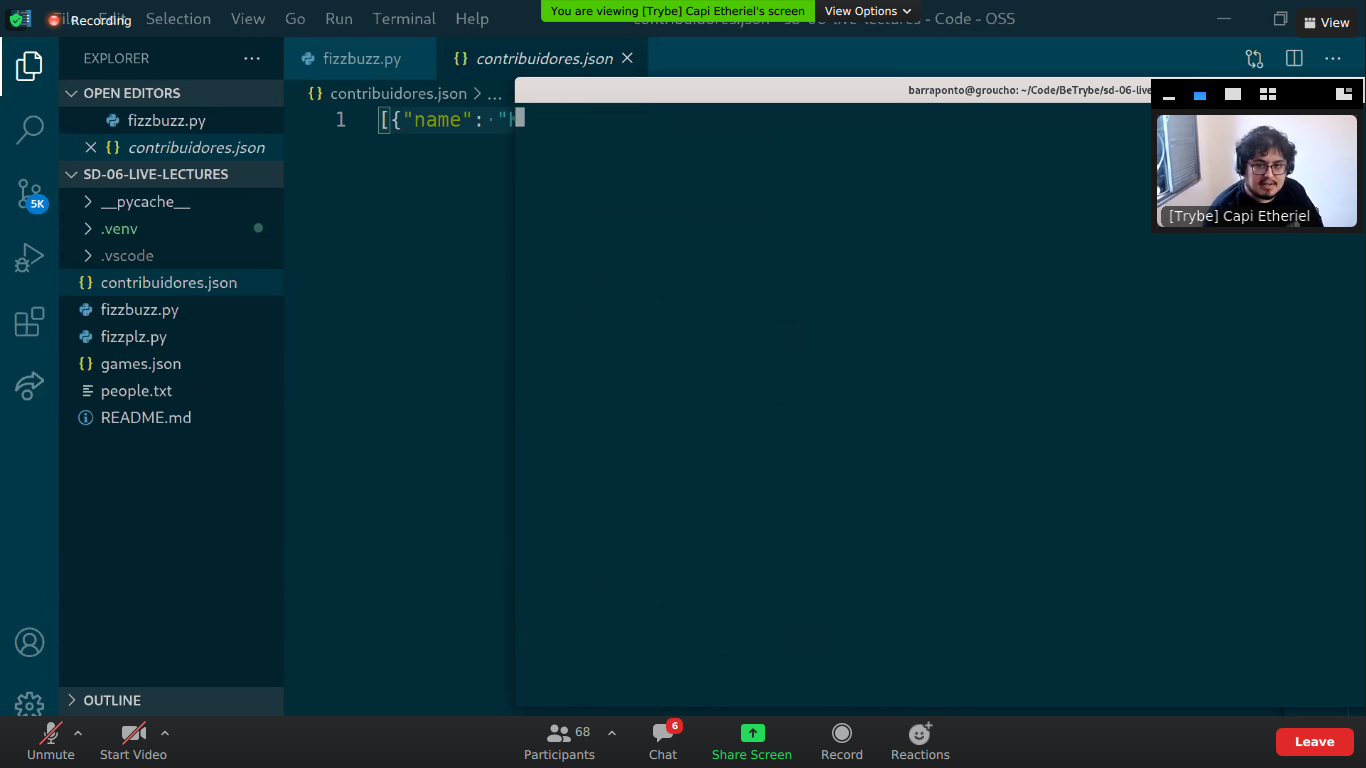 File Edit Selection View Go Run Terminal Help
Recording
You are viewing [Trybe] Capi Etheriel's screen
View Options
contribuidores.json - sd-06-live-lectures - Code - OSS
View
EXPLORER
fizzbuzz.py
contribuidores.json
OPEN EDITORS
fizzbuzz.py
contribuidores.json
SD-06-LIVE-LECTURES
__pycache__
.venv
.vscode
contribuidores.json
fizzbuzz.py
fizzplz.py
games.json
people.txt
README.md
OUTLINE
5K
contribuidores.json > ...
1 [{"name": "
barraponto@groucho: ~/Code/BeTrybe/sd-06-live
[Trybe] Capi Etheriel
Unmute
Start Video
68
Participants
6
Chat
Share Screen
Record
Reactions
Leave